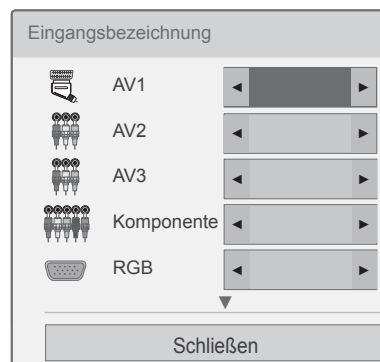 Eingangsbezeichnung
AV1
AV2
AV3
Komponente
RGB
Schließen